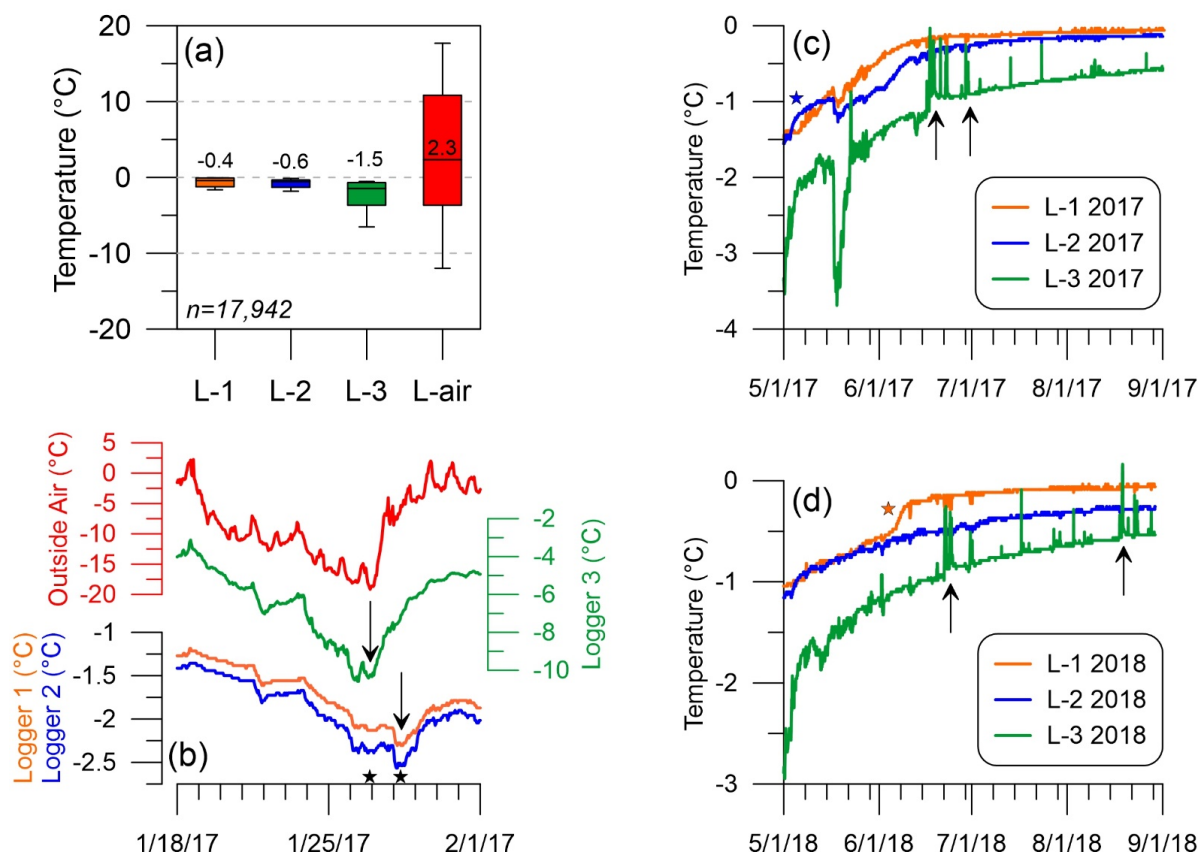 (a)
Temperature (°C)
20
10
0
-10
-20
-0.4
-0.6
-1.5
2.3
n=17,942
L-1 L-2 L-3 L-air
(b)
Outside Air (°C)
5
0
-5
-10
-15
-20
Logger 3 (°C)
-2
-4
-6
-8
-10
Logger 1 (°C)
Logger 2 (°C)
-1
-1.5
-2
-2.5
1/18/17 1/25/17 2/1/17
(c)
Temperature (°C)
0
-1
-2
-3
-4
L-1 2017
L-2 2017
L-3 2017
5/1/17 6/1/17 7/1/17 8/1/17 9/1/17
(d)
Temperature (°C)
0
-1
-2
-3
L-1 2018
L-2 2018
L-3 2018
5/1/18 6/1/18 7/1/18 8/1/18 9/1/18